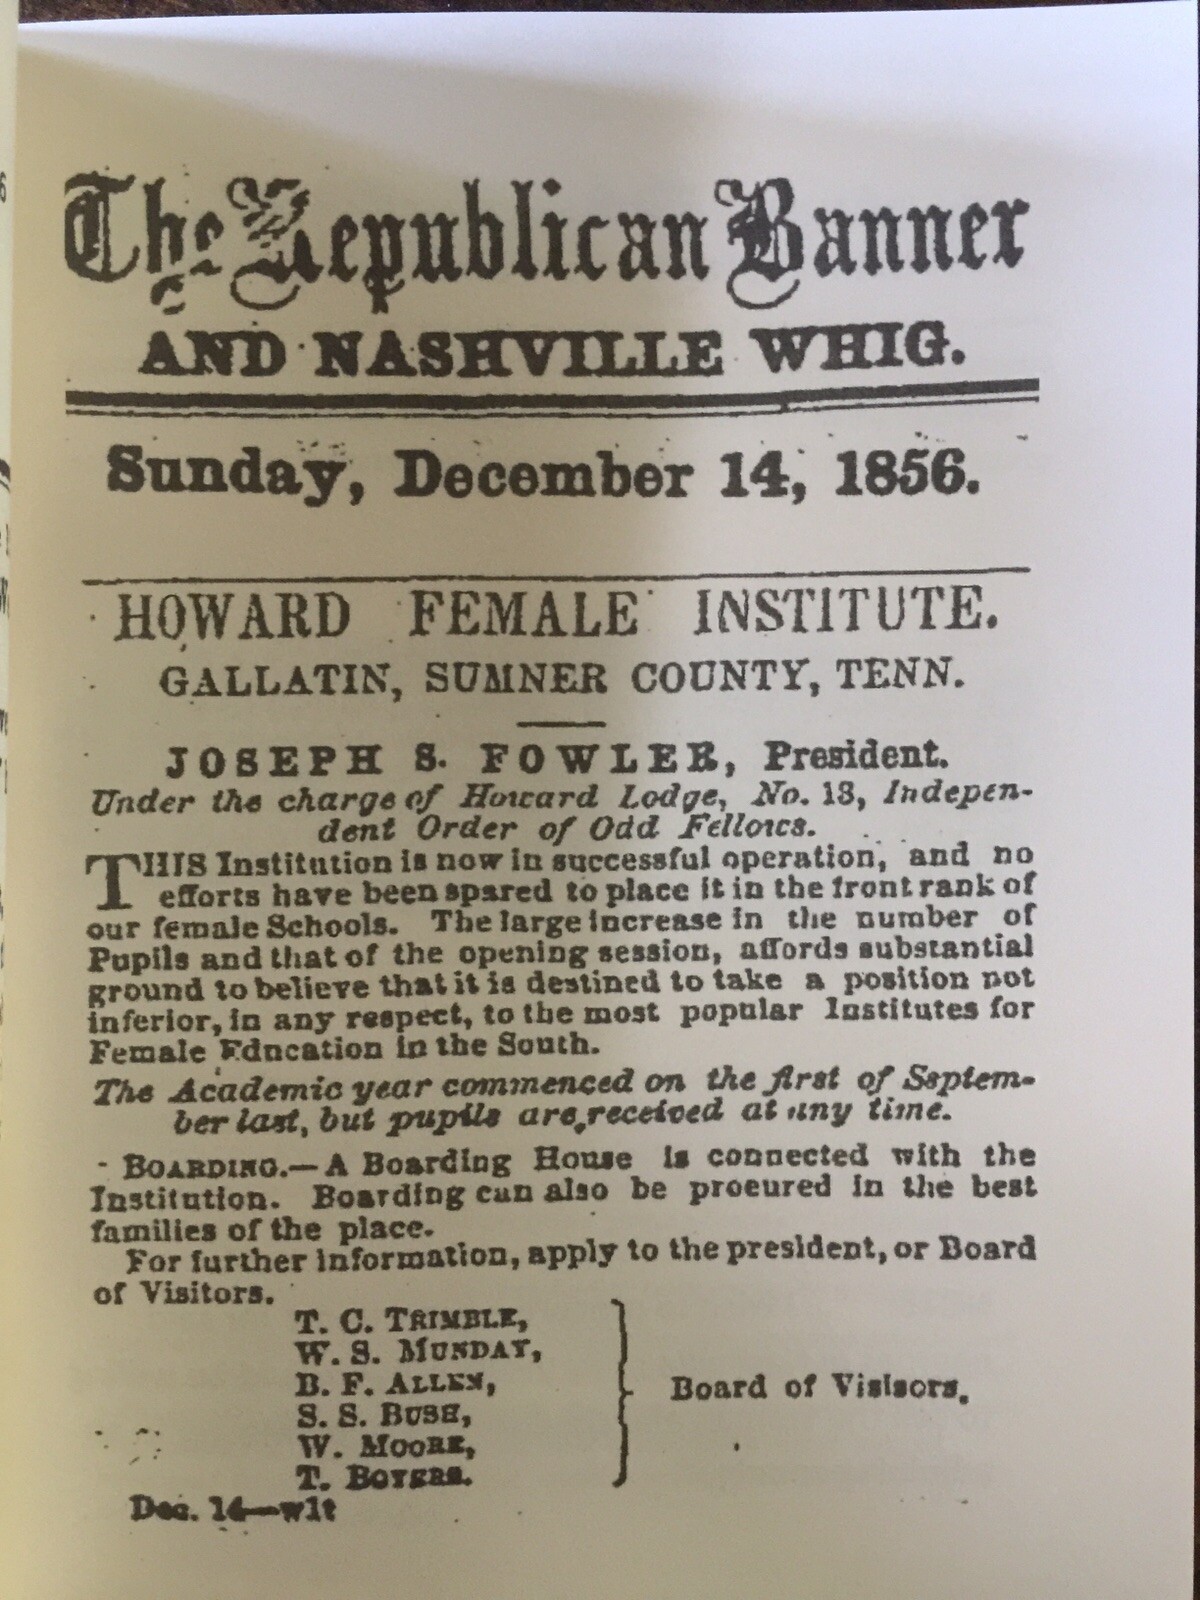 The Republican Banner
AND NASHVILLE WHIG.
Sunday, December 14, 1856.
HOWARD FEMALE INSTITUTE.
GALLATIN, SUMNER COUNTY, TENN.
JOSEPH S. FOWLER, President.
Under the charge of Howard Lodge, No. 13, Indepen-
dent Order of Odd Fellows.
THIS Institution is now in successful operation, and no
efforts have been spared to place it in the front rank of
our female Schools. The large increase in the number of
Pupils and that of the opening session, affords substantial
ground to believe that it is destined to take a position not
inferior, in any respect, to the most popular Institutes for
Female Education in the South.
The Academic year commenced on the first of Septem-
ber last, but pupils are received at any time.
BOARDING.—A Boarding House is connected with the
Institution. Boarding can also be procured in the best
families of the place.
For further information, apply to the president, or Board
of Visitors.
T. C. TRIMBLE,
W. S. MUNDAY,
B. F. ALLEN,
S. S. BUSH,
W. MOORE,
T. BOYERS.
Board of Visisors.
Dec. 14—w1t